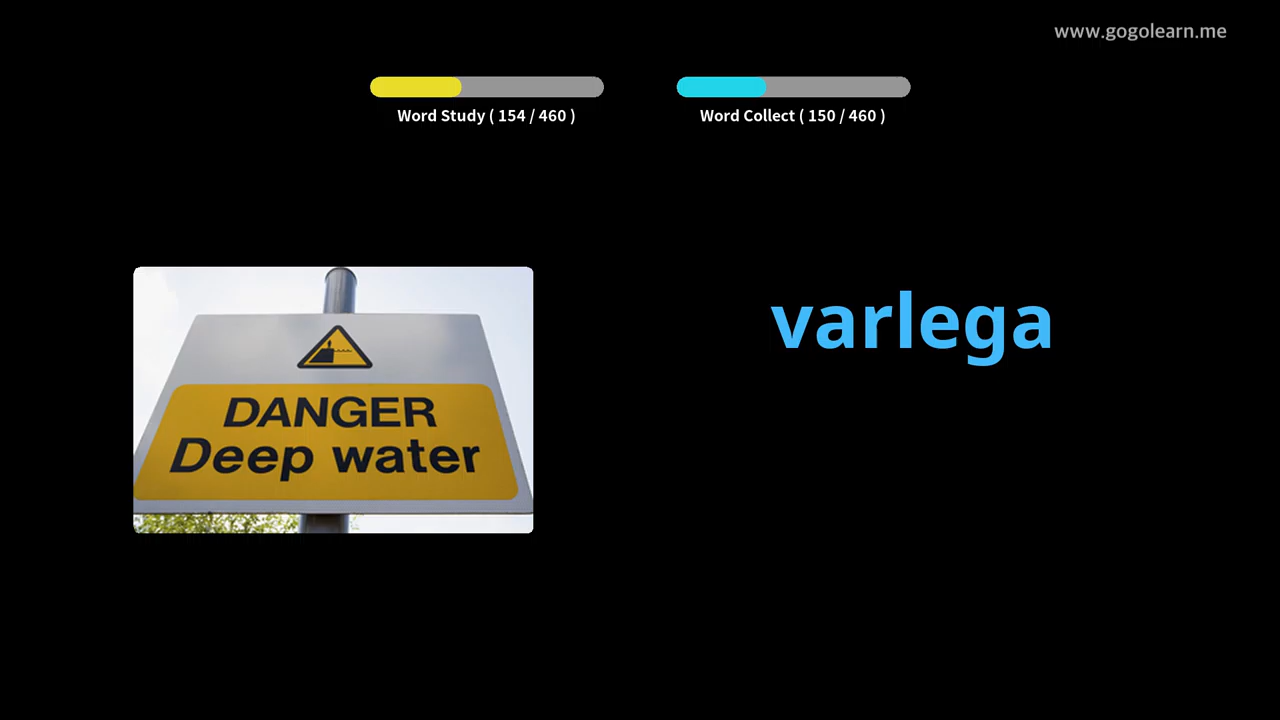 www.gogolearn.me
Word Study ( 154 / 460 )
Word Collect ( 150 / 460 )
varlega
DANGER
Deep water